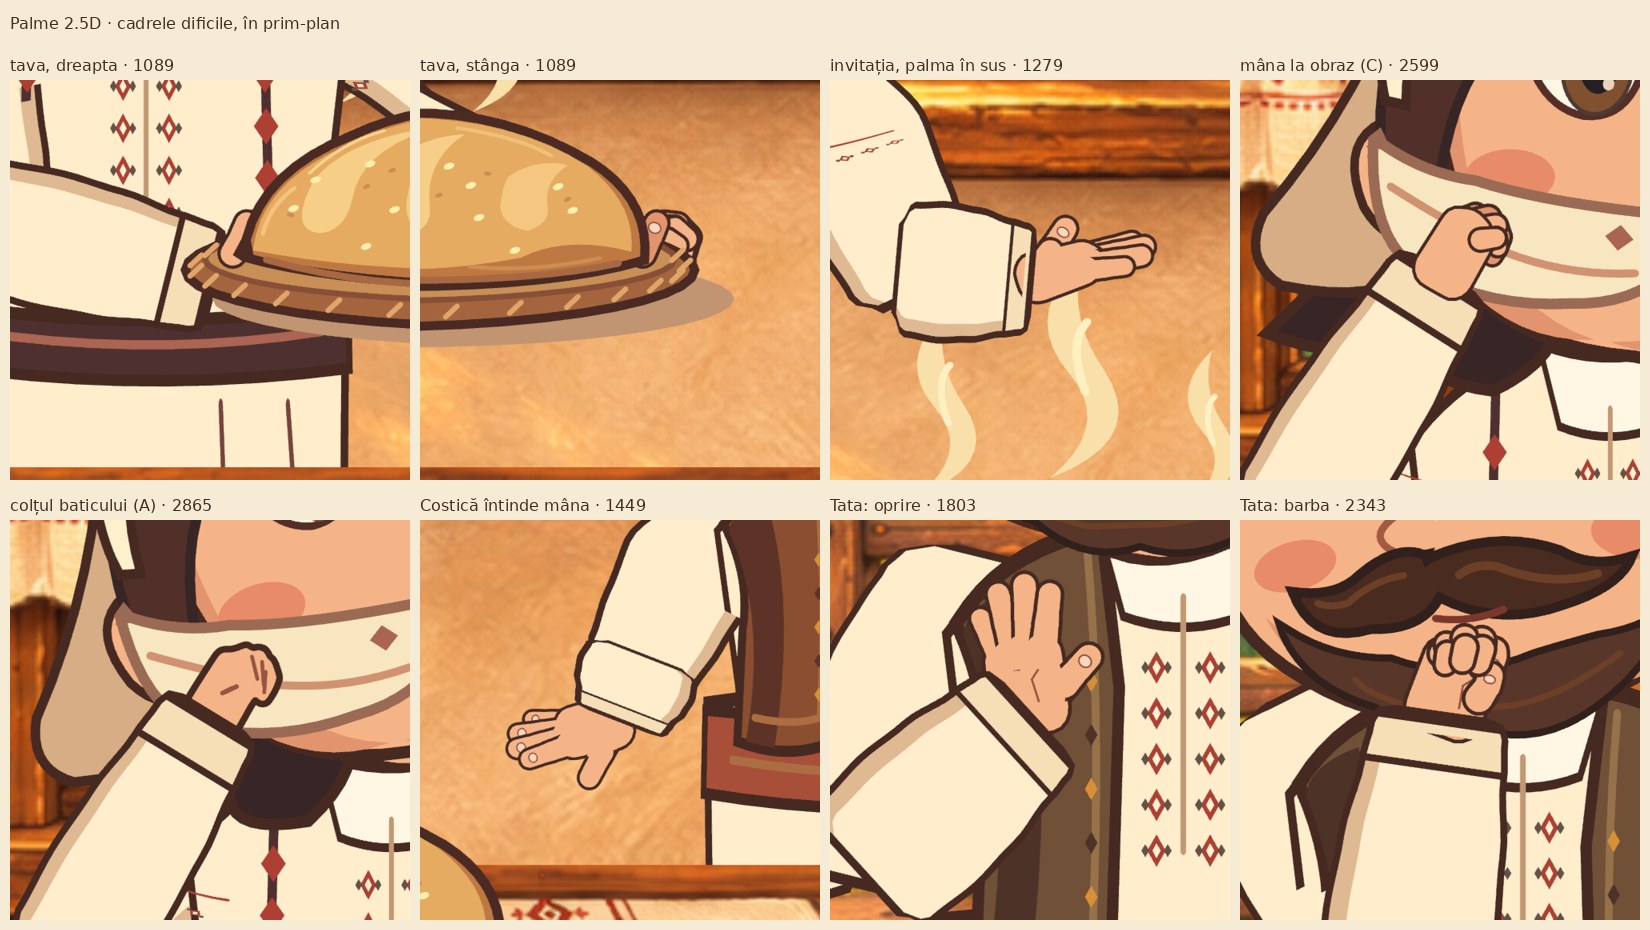 Palme 2.5D · cadrele dificile, în prim-plan
tava, dreapta · 1089
tava, stânga · 1089
invitația, palma în sus · 1279
mâna la obraz (C) · 2599
colțul baticului (A) · 2865
Costică întinde mâna · 1449
Tata: oprire · 1803
Tata: barba · 2343